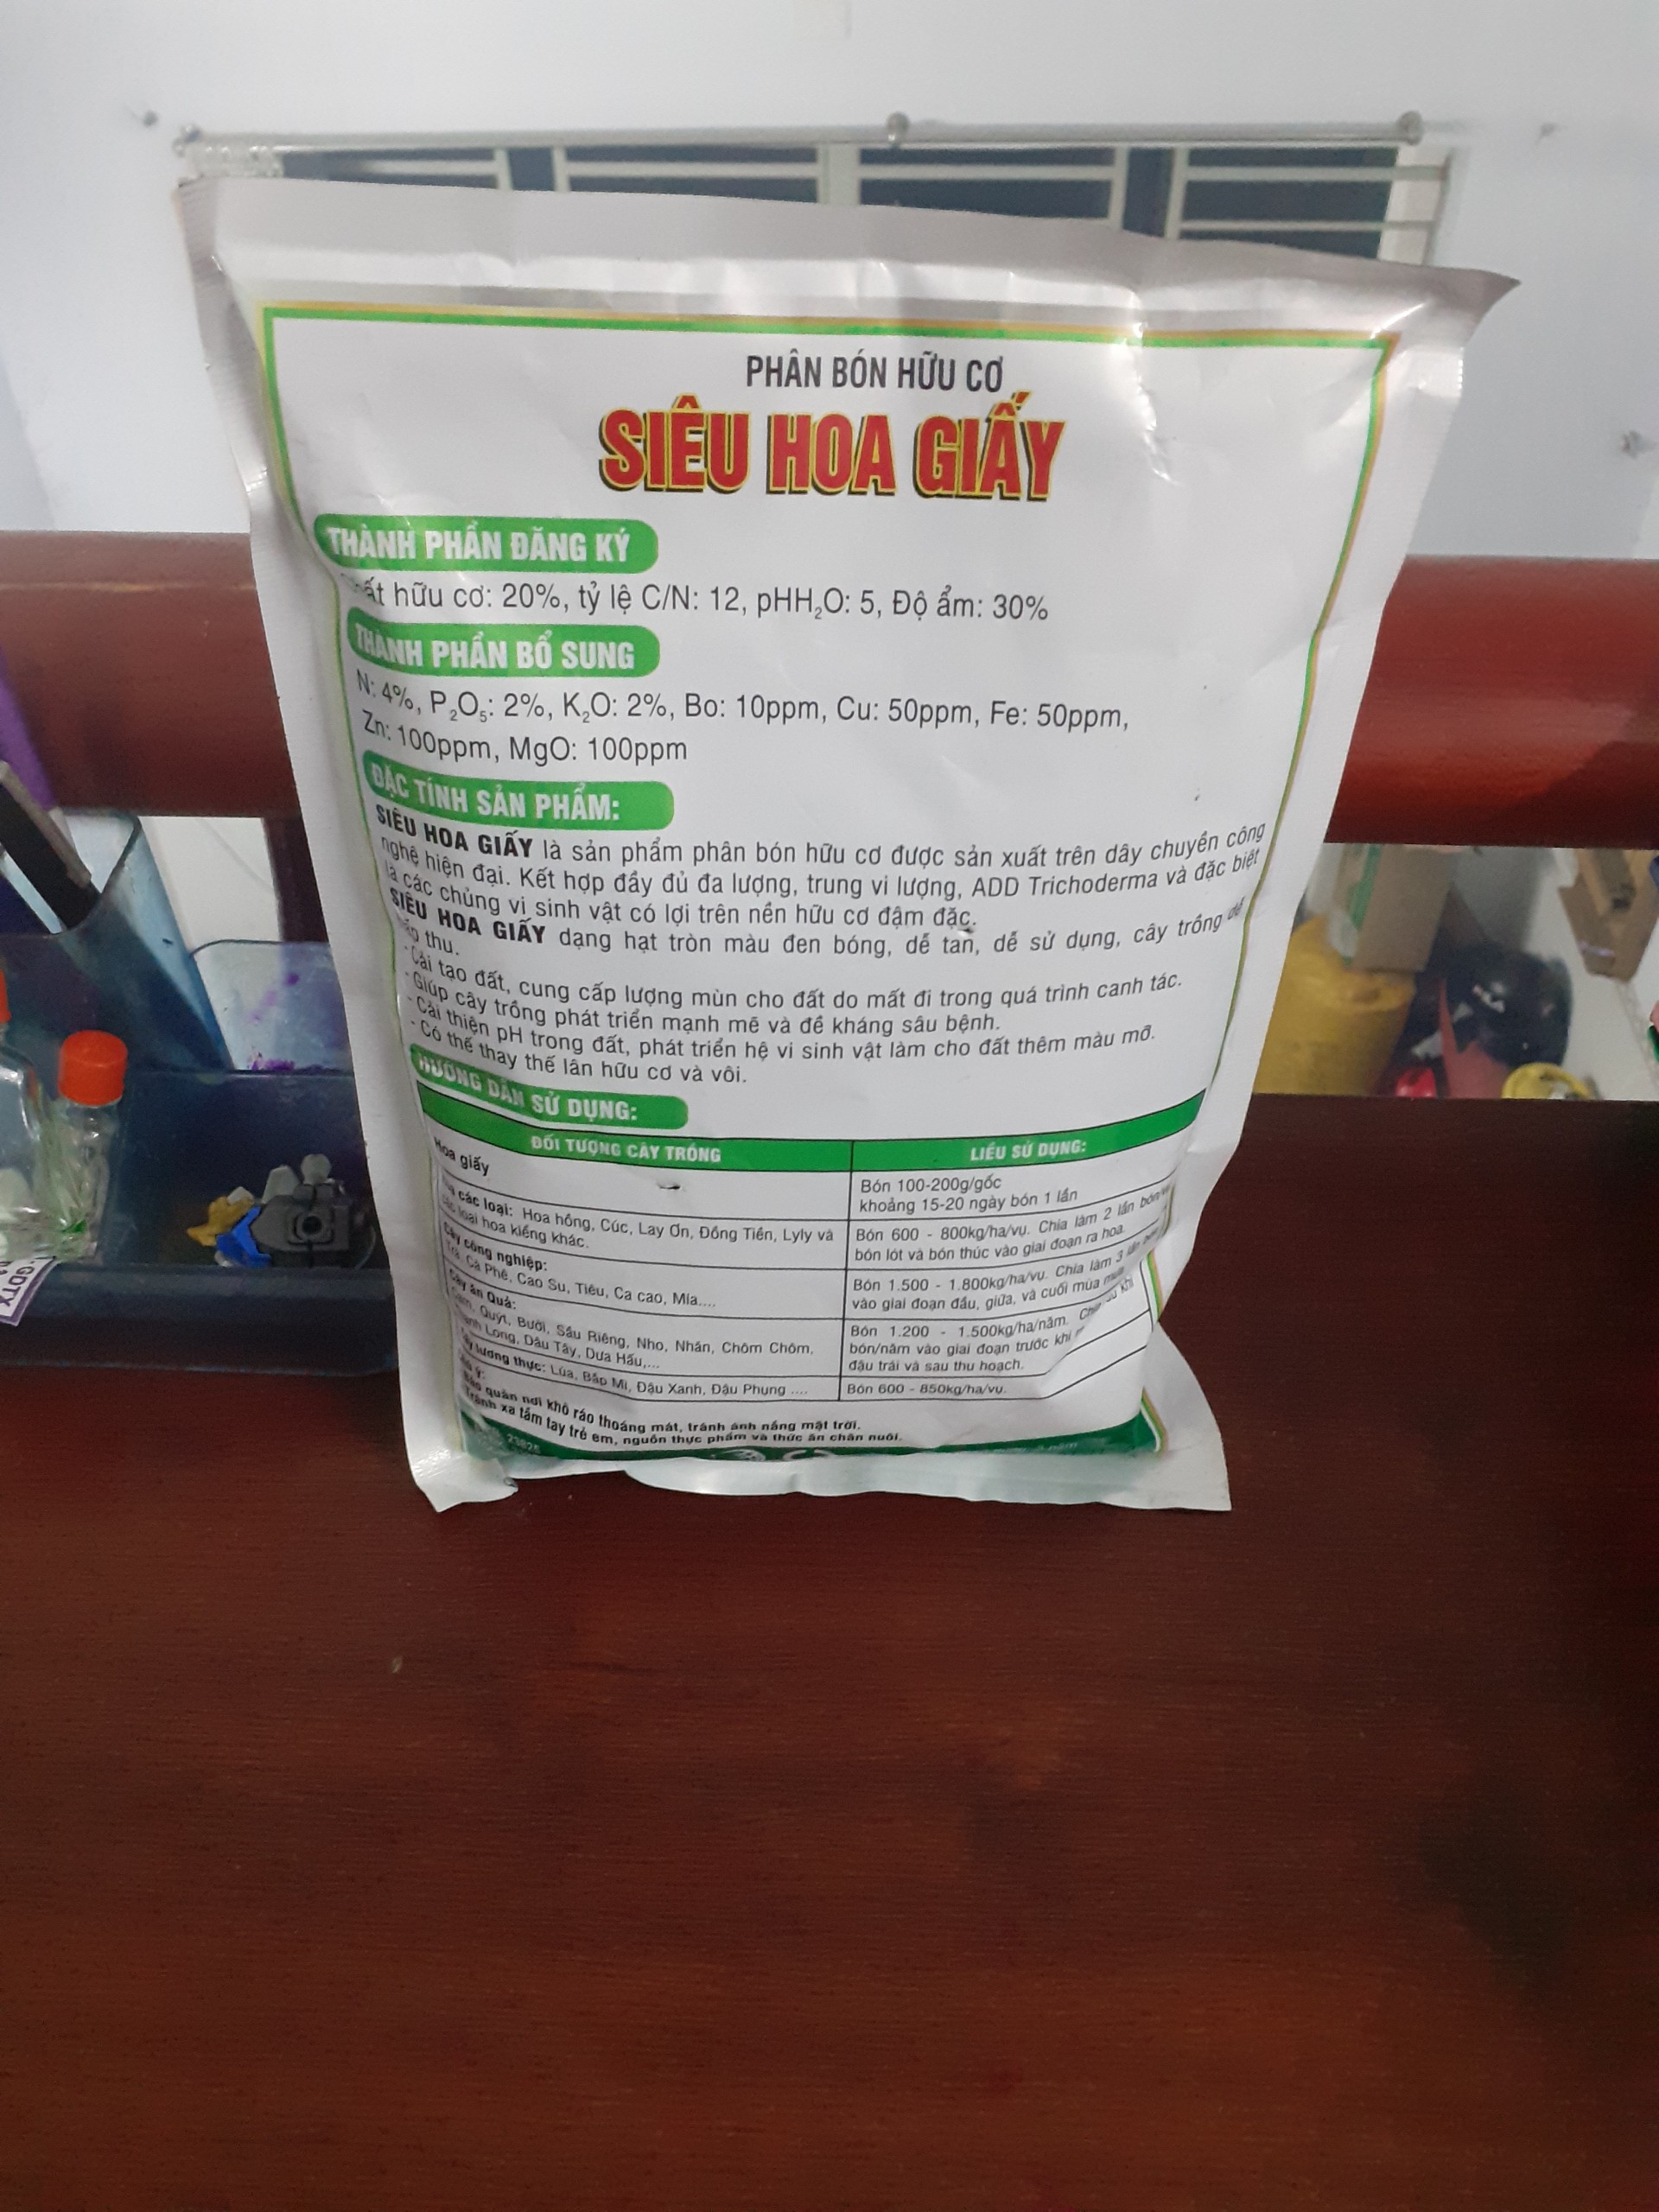 PHÂN BÓN HỮU CƠ
SIÊU HOA GIẤY
THÀNH PHẦN ĐĂNG KÝ
hữu cơ: 20%, tỷ lệ C/N: 12, pHH₂O: 5, Độ ẩm: 30%
THÀNH PHẦN BỔ SUNG
N: 4%, P₂O₅: 2%, K₂O: 2%, Bo: 10ppm, Cu: 50ppm, Fe: 50ppm,
Zn: 100ppm, MgO: 100ppm
ĐẶC TÍNH SẢN PHẨM:
SIÊU HOA GIẤY là sản phẩm phân bón hữu cơ được sản xuất trên dây chuyền công
nghệ hiện đại. Kết hợp đầy đủ đa lượng, trung vi lượng, ADD Trichoderma và đặc biệt
là các chủng vi sinh vật có lợi trên nền hữu cơ đậm đặc.
SIÊU HOA GIẤY dạng hạt tròn màu đen bóng, dễ tan, dễ sử dụng, cây trồng dễ
thu.
- Cải tạo đất, cung cấp lượng mùn cho đất do mất đi trong quá trình canh tác.
- Giúp cây trồng phát triển mạnh mẽ và đề kháng sâu bệnh.
- Cải thiện pH trong đất, phát triển hệ vi sinh vật làm cho đất thêm màu mỡ.
- Có thể thay thế lân hữu cơ và vôi.
HƯỚNG DẪN SỬ DỤNG:
ĐỐI TƯỢNG CÂY TRỒNG
LIỀU SỬ DỤNG:
Hoa giấy
Bón 100-200g/gốc
khoảng 15-20 ngày bón 1 lần
các loại: Hoa hồng, Cúc, Lay Ơn, Đồng Tiền, Lyly và
các loại hoa kiểng khác.
Bón 600 - 800kg/ha/vụ. Chia làm 2 lần
bón lót và bón thúc vào giai đoạn ra hoa.
Cây công nghiệp:
Trà, Cà Phê, Cao Su, Tiêu, Ca cao, Mía....
Bón 1.500 - 1.800kg/ha/vụ. Chia làm 3
vào giai đoạn đầu, giữa, và cuối mùa mưa
Cây ăn Quả:
Cam, Quýt, Bưởi, Sầu Riêng, Nho, Nhãn, Chôm Chôm,
Long, Dâu Tây, Dưa Hấu,...
Bón 1.200 - 1.500kg/ha/năm.
bón/năm vào giai đoạn trước khi
đậu trái và sau thu hoạch.
lương thực: Lúa, Bắp Mì, Đậu Xanh, Đậu Phụng ....
Bón 600 - 850kg/ha/vụ.
Bảo quản nơi khô ráo thoáng mát, tránh ánh nắng mặt trời.
Tránh xa tầm tay trẻ em, nguồn thực phẩm và thức ăn chăn nuôi.